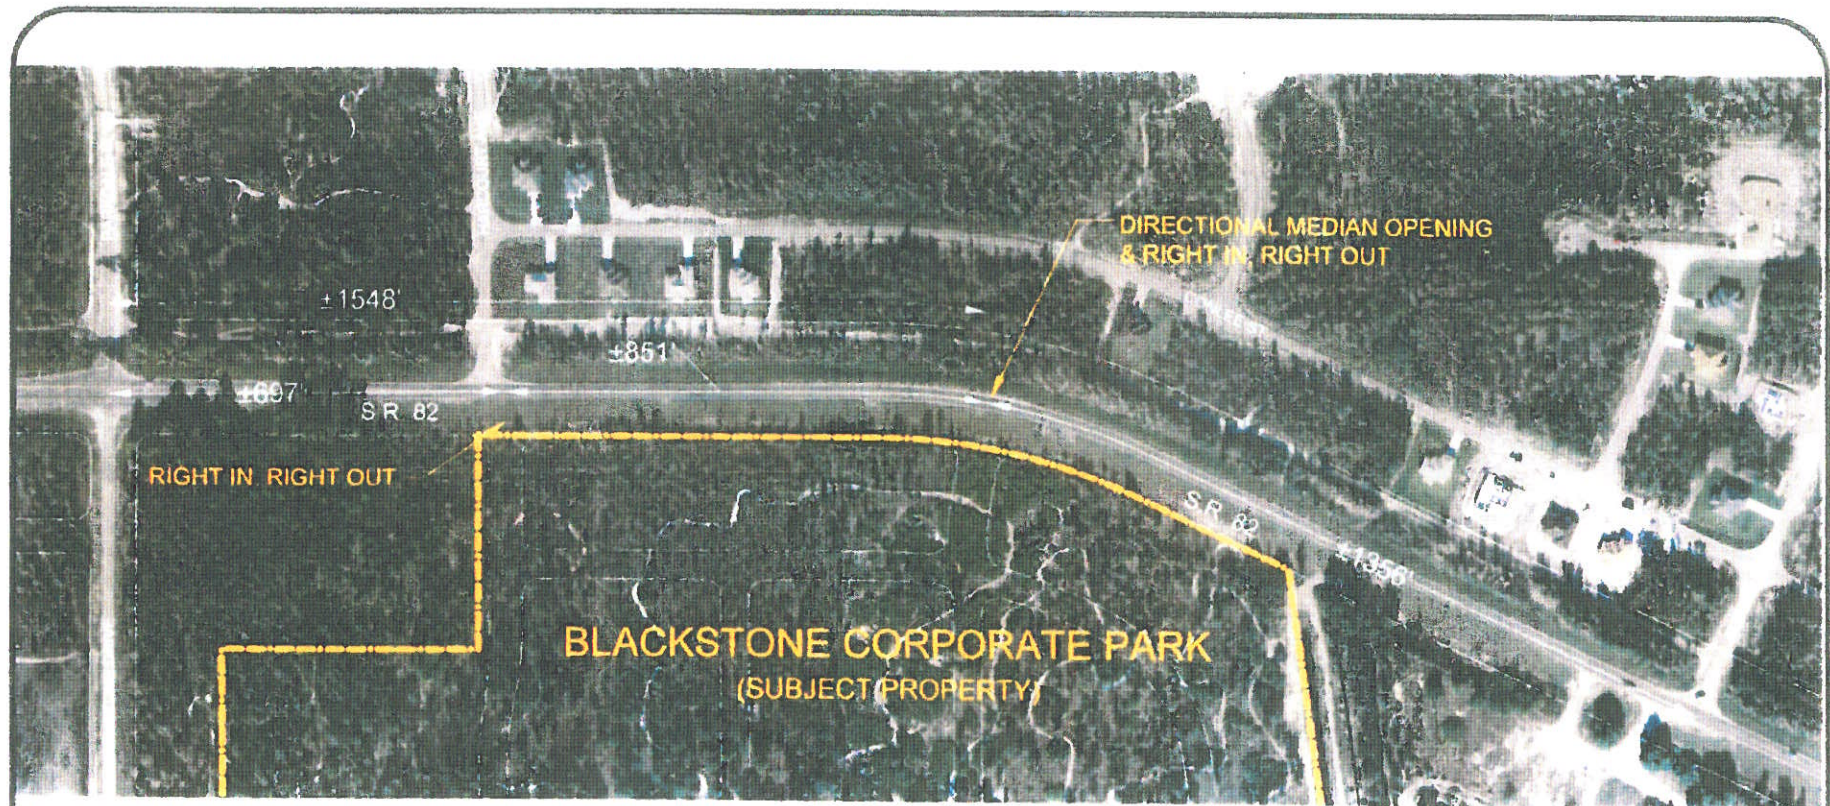 DIRECTIONAL MEDIAN OPENING
& RIGHT IN, RIGHT OUT
±1548'
±851'
±697'
S R 82
RIGHT IN RIGHT OUT
S R 82
±1356'
BLACKSTONE CORPORATE PARK
(SUBJECT PROPERTY)